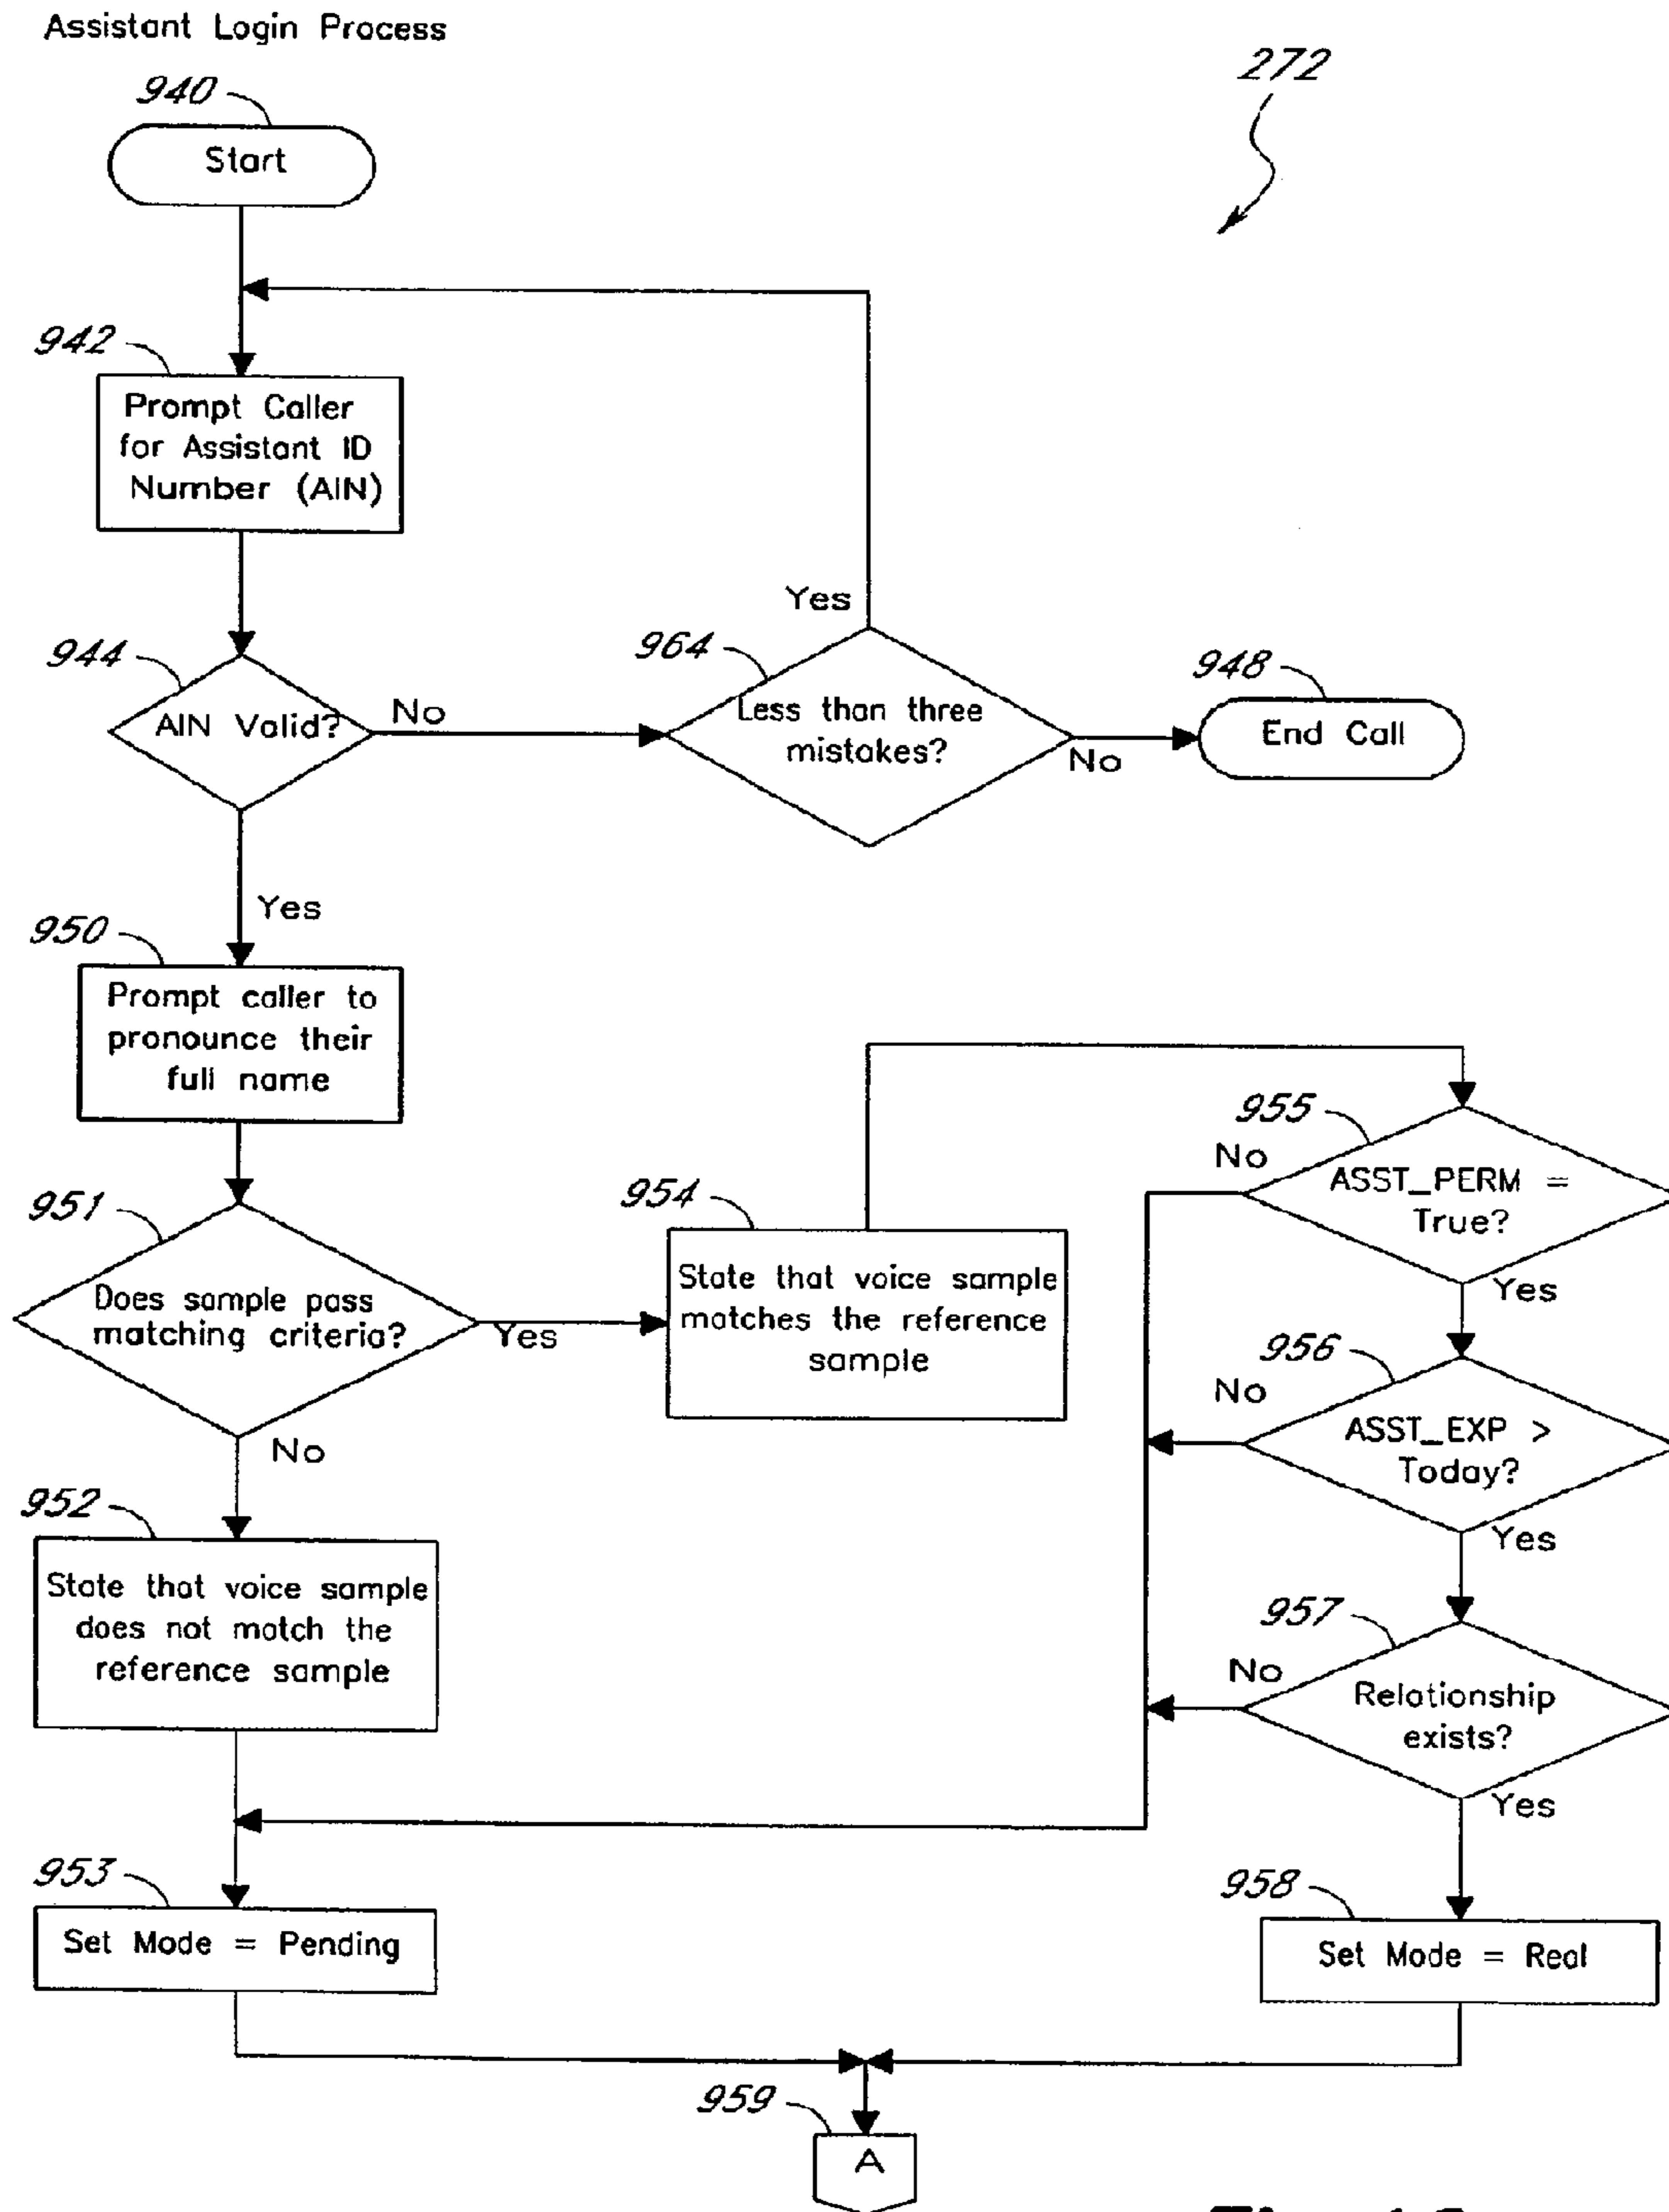 Assistant Login Process
272
940
Start
942
Prompt Caller
for Assistant ID
Number (AIN)
944
AIN Valid?
No
Yes
964
Less than three
mistakes?
Yes
No
948
End Call
950
Prompt caller to
pronounce their
full name
951
Does sample pass
matching criteria?
Yes
No
954
State that voice sample
matches the reference
sample
955
No
ASST_PERM =
True?
Yes
956
No
ASST_EXP >
Today?
Yes
952
State that voice sample
does not match the
reference sample
957
No
Relationship
exists?
Yes
953
Set Mode = Pending
958
Set Mode = Real
959
A